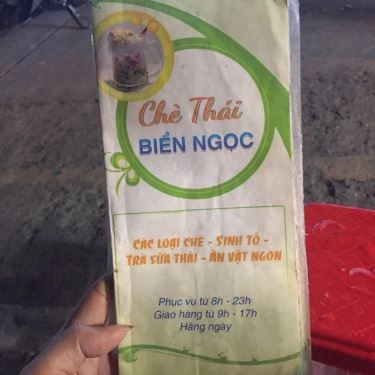 Chè Thái
BIỂN NGỌC
CÁC LOẠI CHÈ - SINH TỐ -
TRÀ SỮA THÁI - ĂN VẶT NGON
Phục vụ từ 8h - 23h
Giao hàng từ 9h - 17h
Hằng ngày